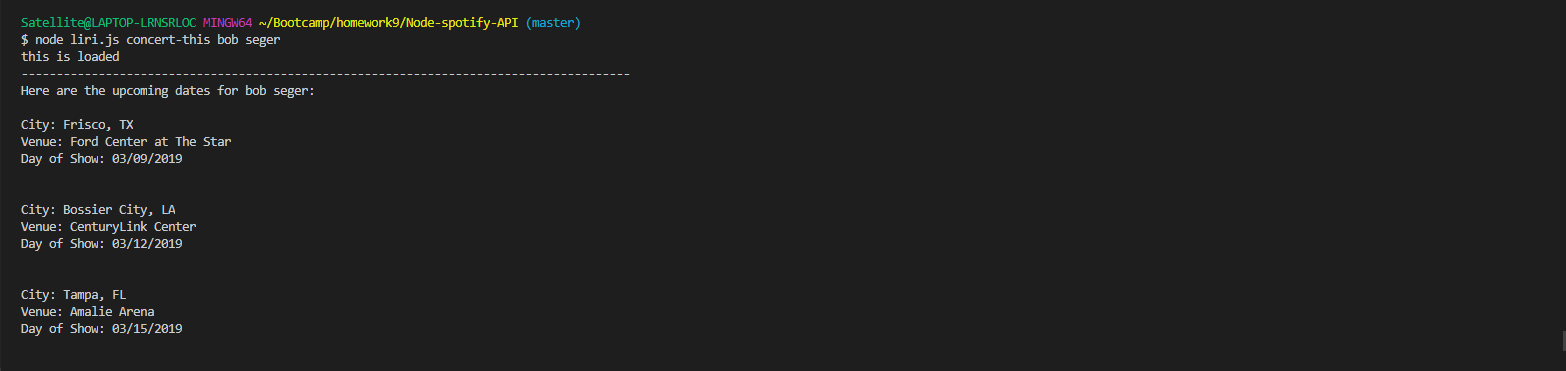 Satellite@LAPTOP-LRNSRLOC MINGW64 ~/Bootcamp/homework9/Node-spotify-API (master)
$ node liri.js concert-this bob seger
this is loaded
---------------------------------------------------------------------------------------
Here are the upcoming dates for bob seger:
City: Frisco, TX
Venue: Ford Center at The Star
Day of Show: 03/09/2019
City: Bossier City, LA
Venue: CenturyLink Center
Day of Show: 03/12/2019
City: Tampa, FL
Venue: Amalie Arena
Day of Show: 03/15/2019